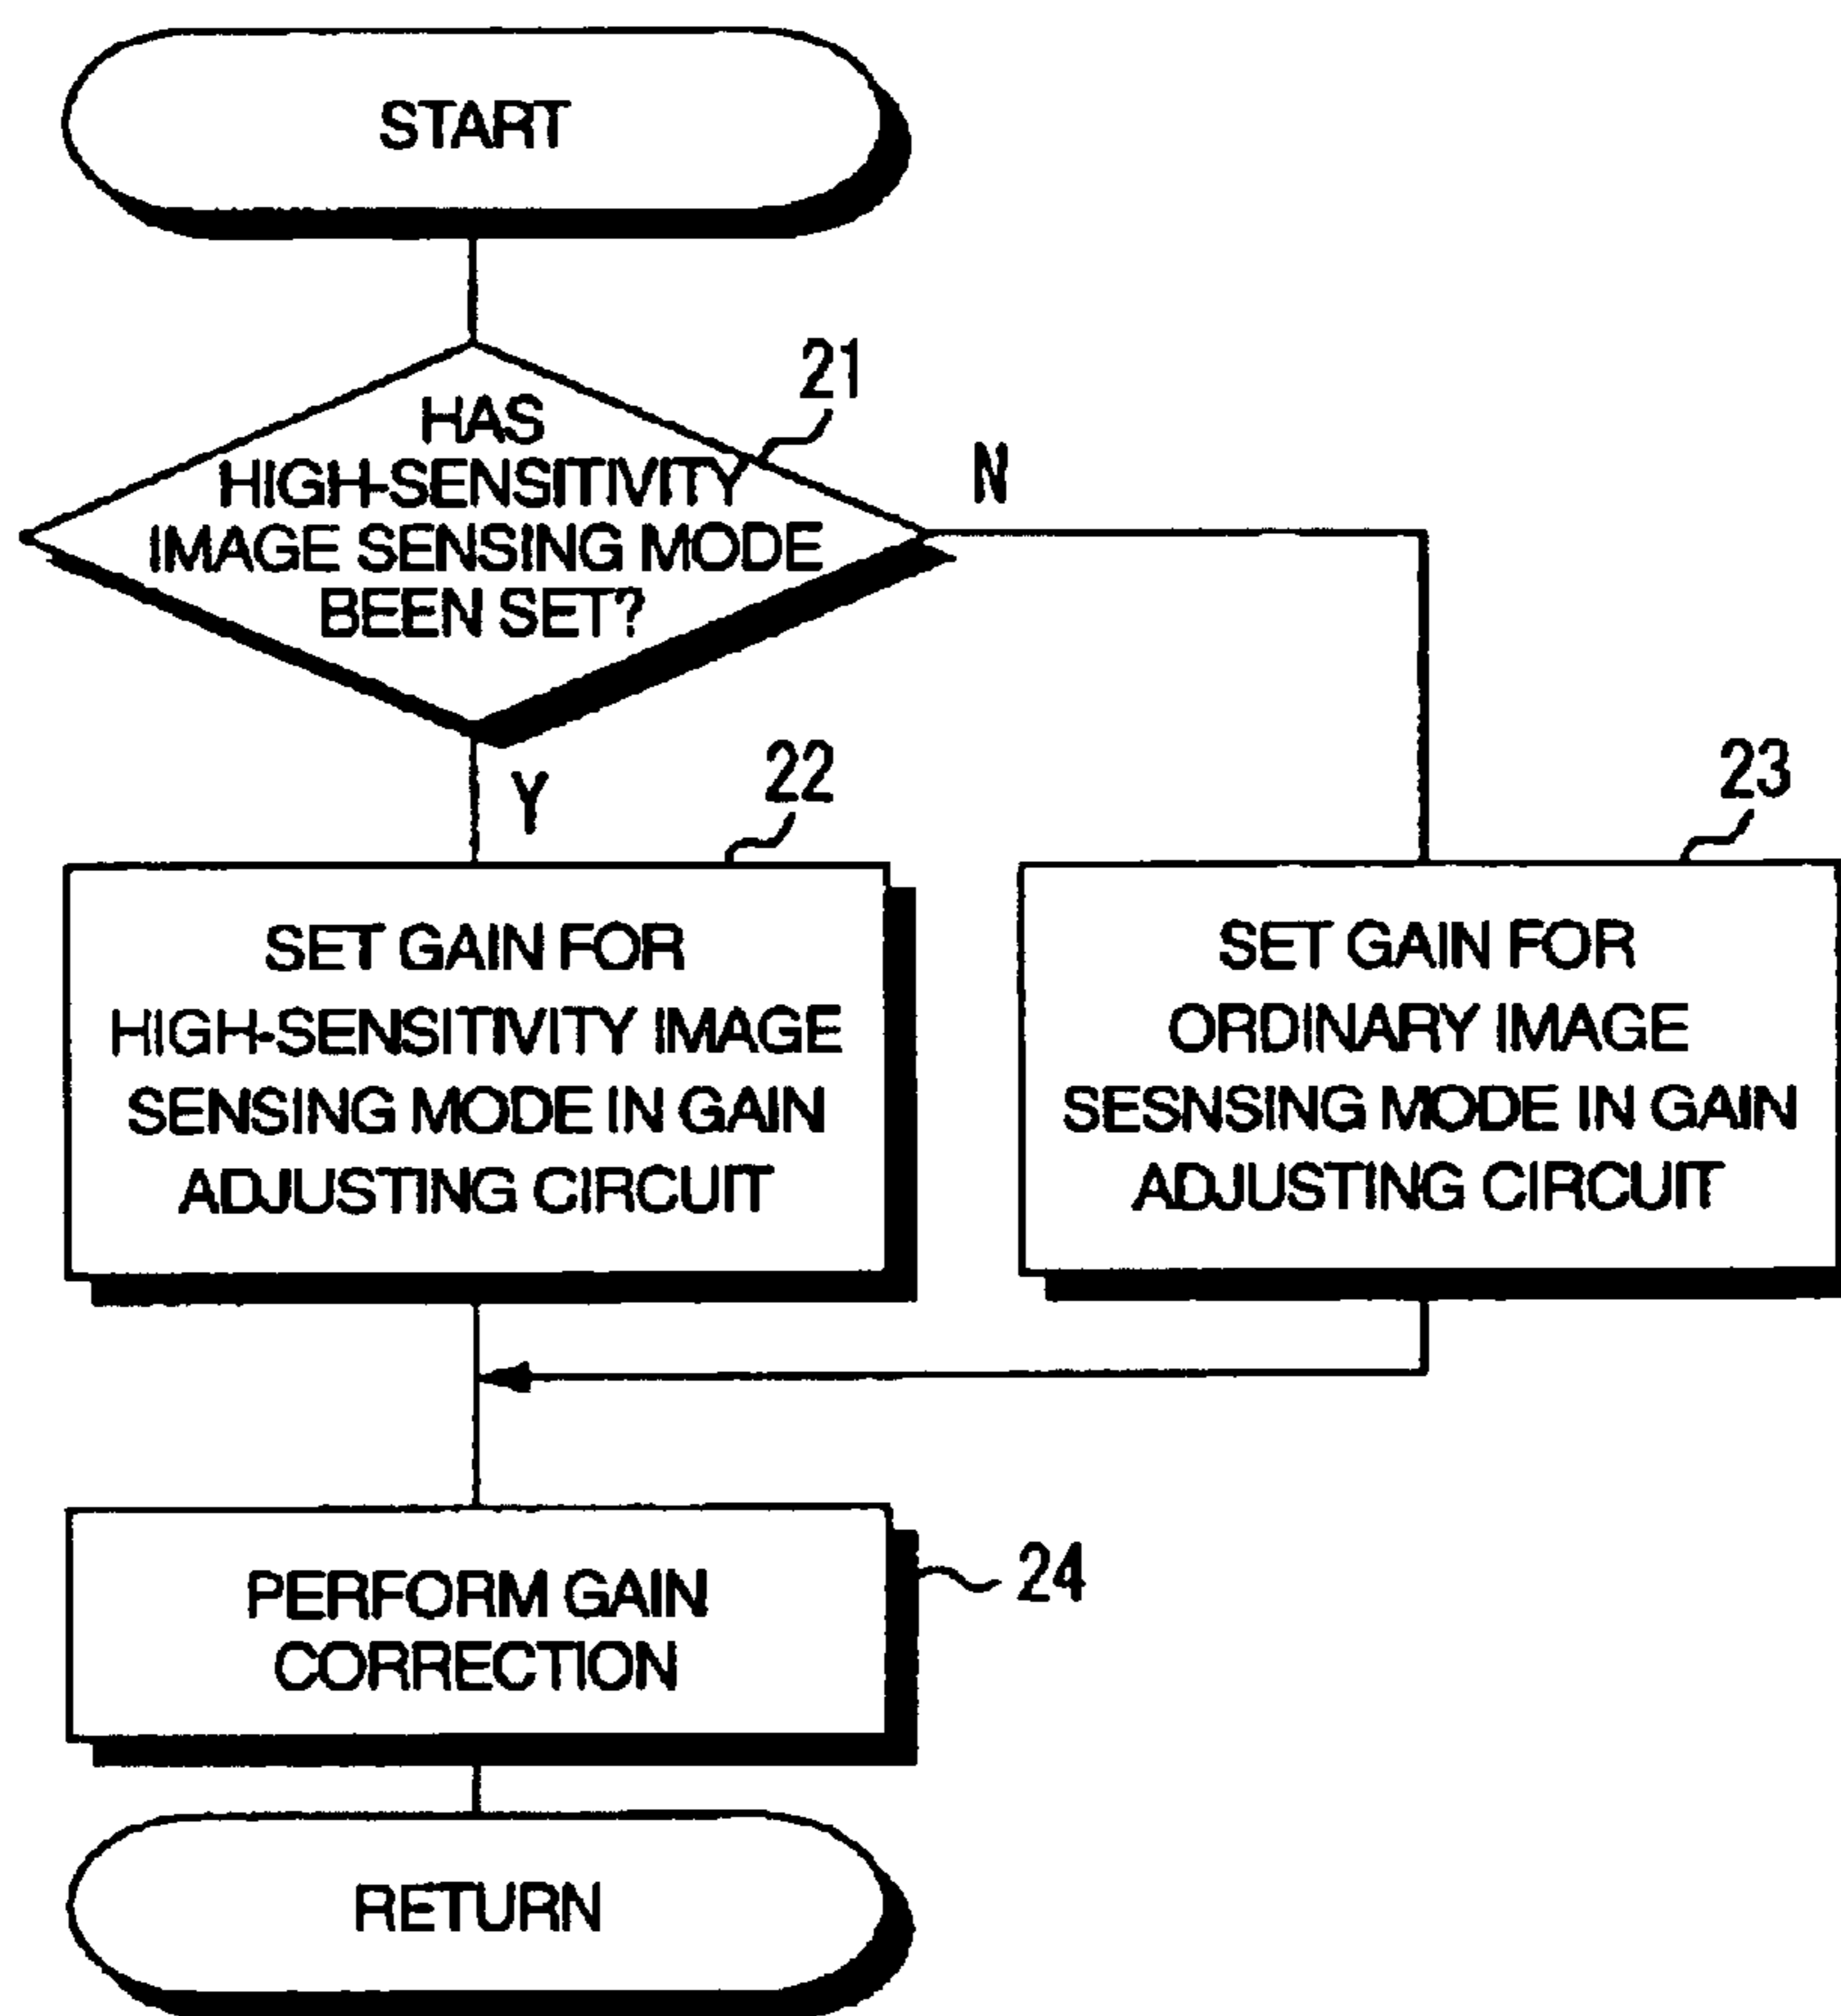 START
21
HAS
HIGH-SENSITIVITY
IMAGE SENSING MODE
BEEN SET?
N
Y
22
SET GAIN FOR
HIGH-SENSITIVITY IMAGE
SENSING MODE IN GAIN
ADJUSTING CIRCUIT
23
SET GAIN FOR
ORDINARY IMAGE
SESNSING MODE IN GAIN
ADJUSTING CIRCUIT
PERFORM GAIN
CORRECTION
24
RETURN